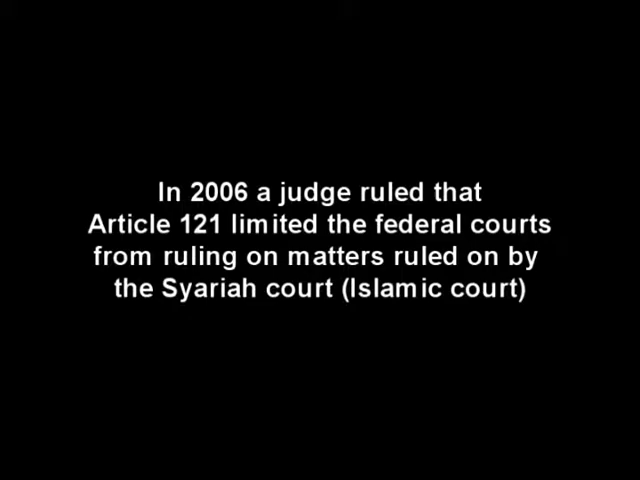 In 2006 a judge ruled that
Article 121 limited the federal courts
from ruling on matters ruled on by
the Syariah court (Islamic court)